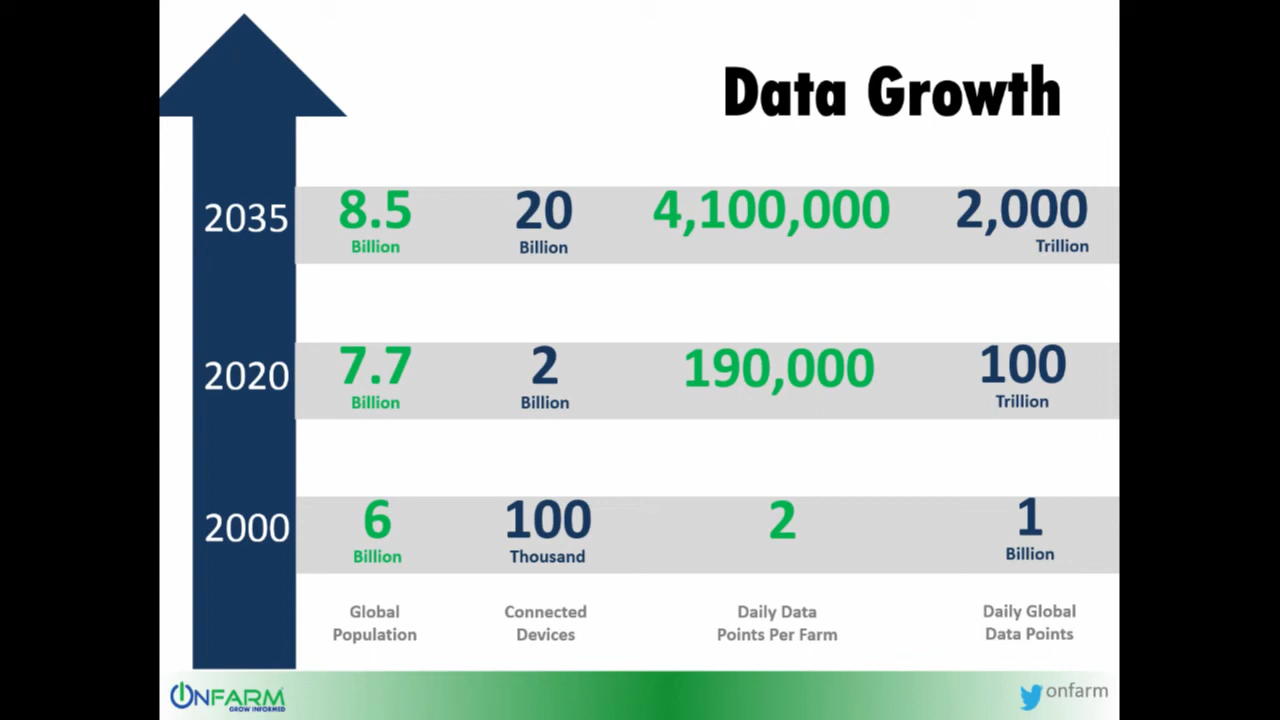 Data Growth
2035 8.5 20 4,100,000 2,000
Billion Billion Trillion
2020 7.7 2 190,000 100
Billion Billion Trillion
2000 6 100 2 1
Billion Thousand Billion
Global Connected Daily Data Daily Global
Population Devices Points Per Farm Data Points
ONFARM
GROW INFORMED
onfarm